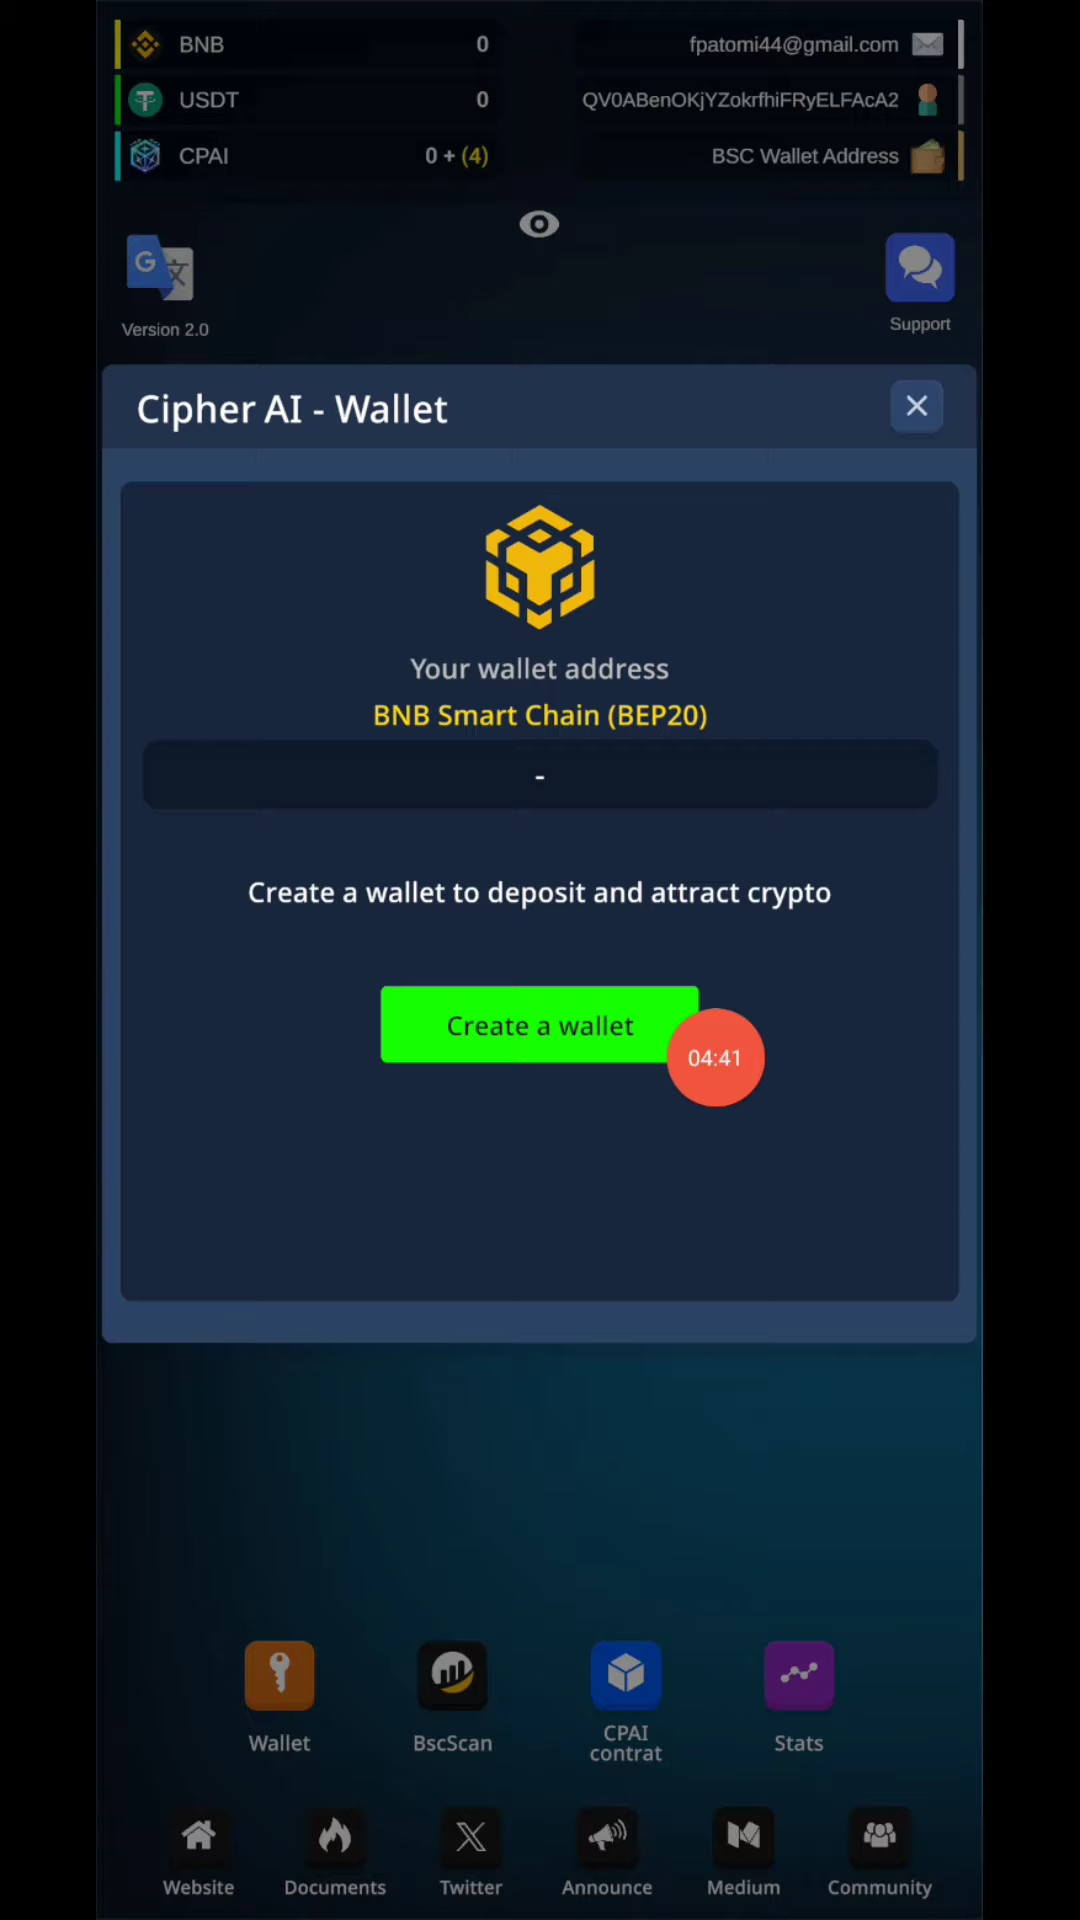 BNB 0
fpatomi44@gmail.com
USDT 0
QV0ABenOKjYZokrfhiFRyELFAcA2
CPAI 0 + (4)
BSC Wallet Address
Version 2.0
Support
Cipher AI - Wallet
Your wallet address
BNB Smart Chain (BEP20)
-
Create a wallet to deposit and attract crypto
Create a wallet
04:41
Wallet
BscScan
CPAI
contrat
Stats
Website
Documents
Twitter
Announce
Medium
Community